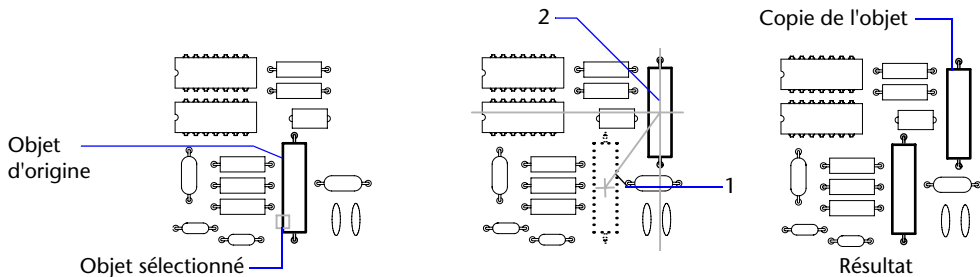 Objet
d'origine
Objet sélectionné
2
1
Copie de l'objet
Résultat